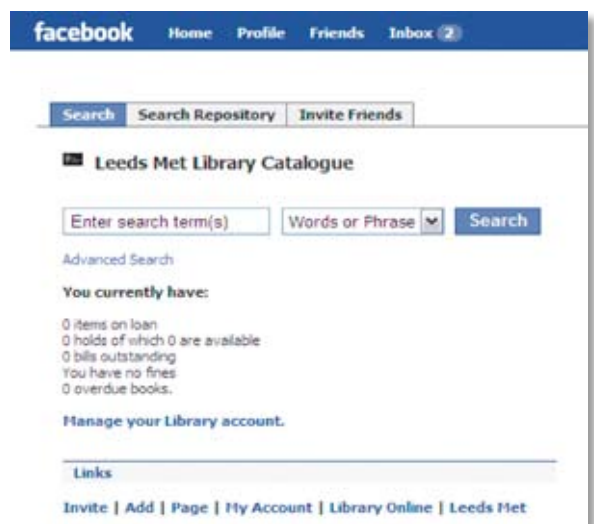 facebook Home Profile Friends Inbox 2
Search Search Repository Invite Friends
Leeds Met Library Catalogue
Enter search term(s) Words or Phrase Search
Advanced Search
You currently have:
0 items on loan
0 holds of which 0 are available
0 bills outstanding
You have no fines
0 overdue books.
Manage your Library account.
Links
Invite | Add | Page | My Account | Library Online | Leeds Met